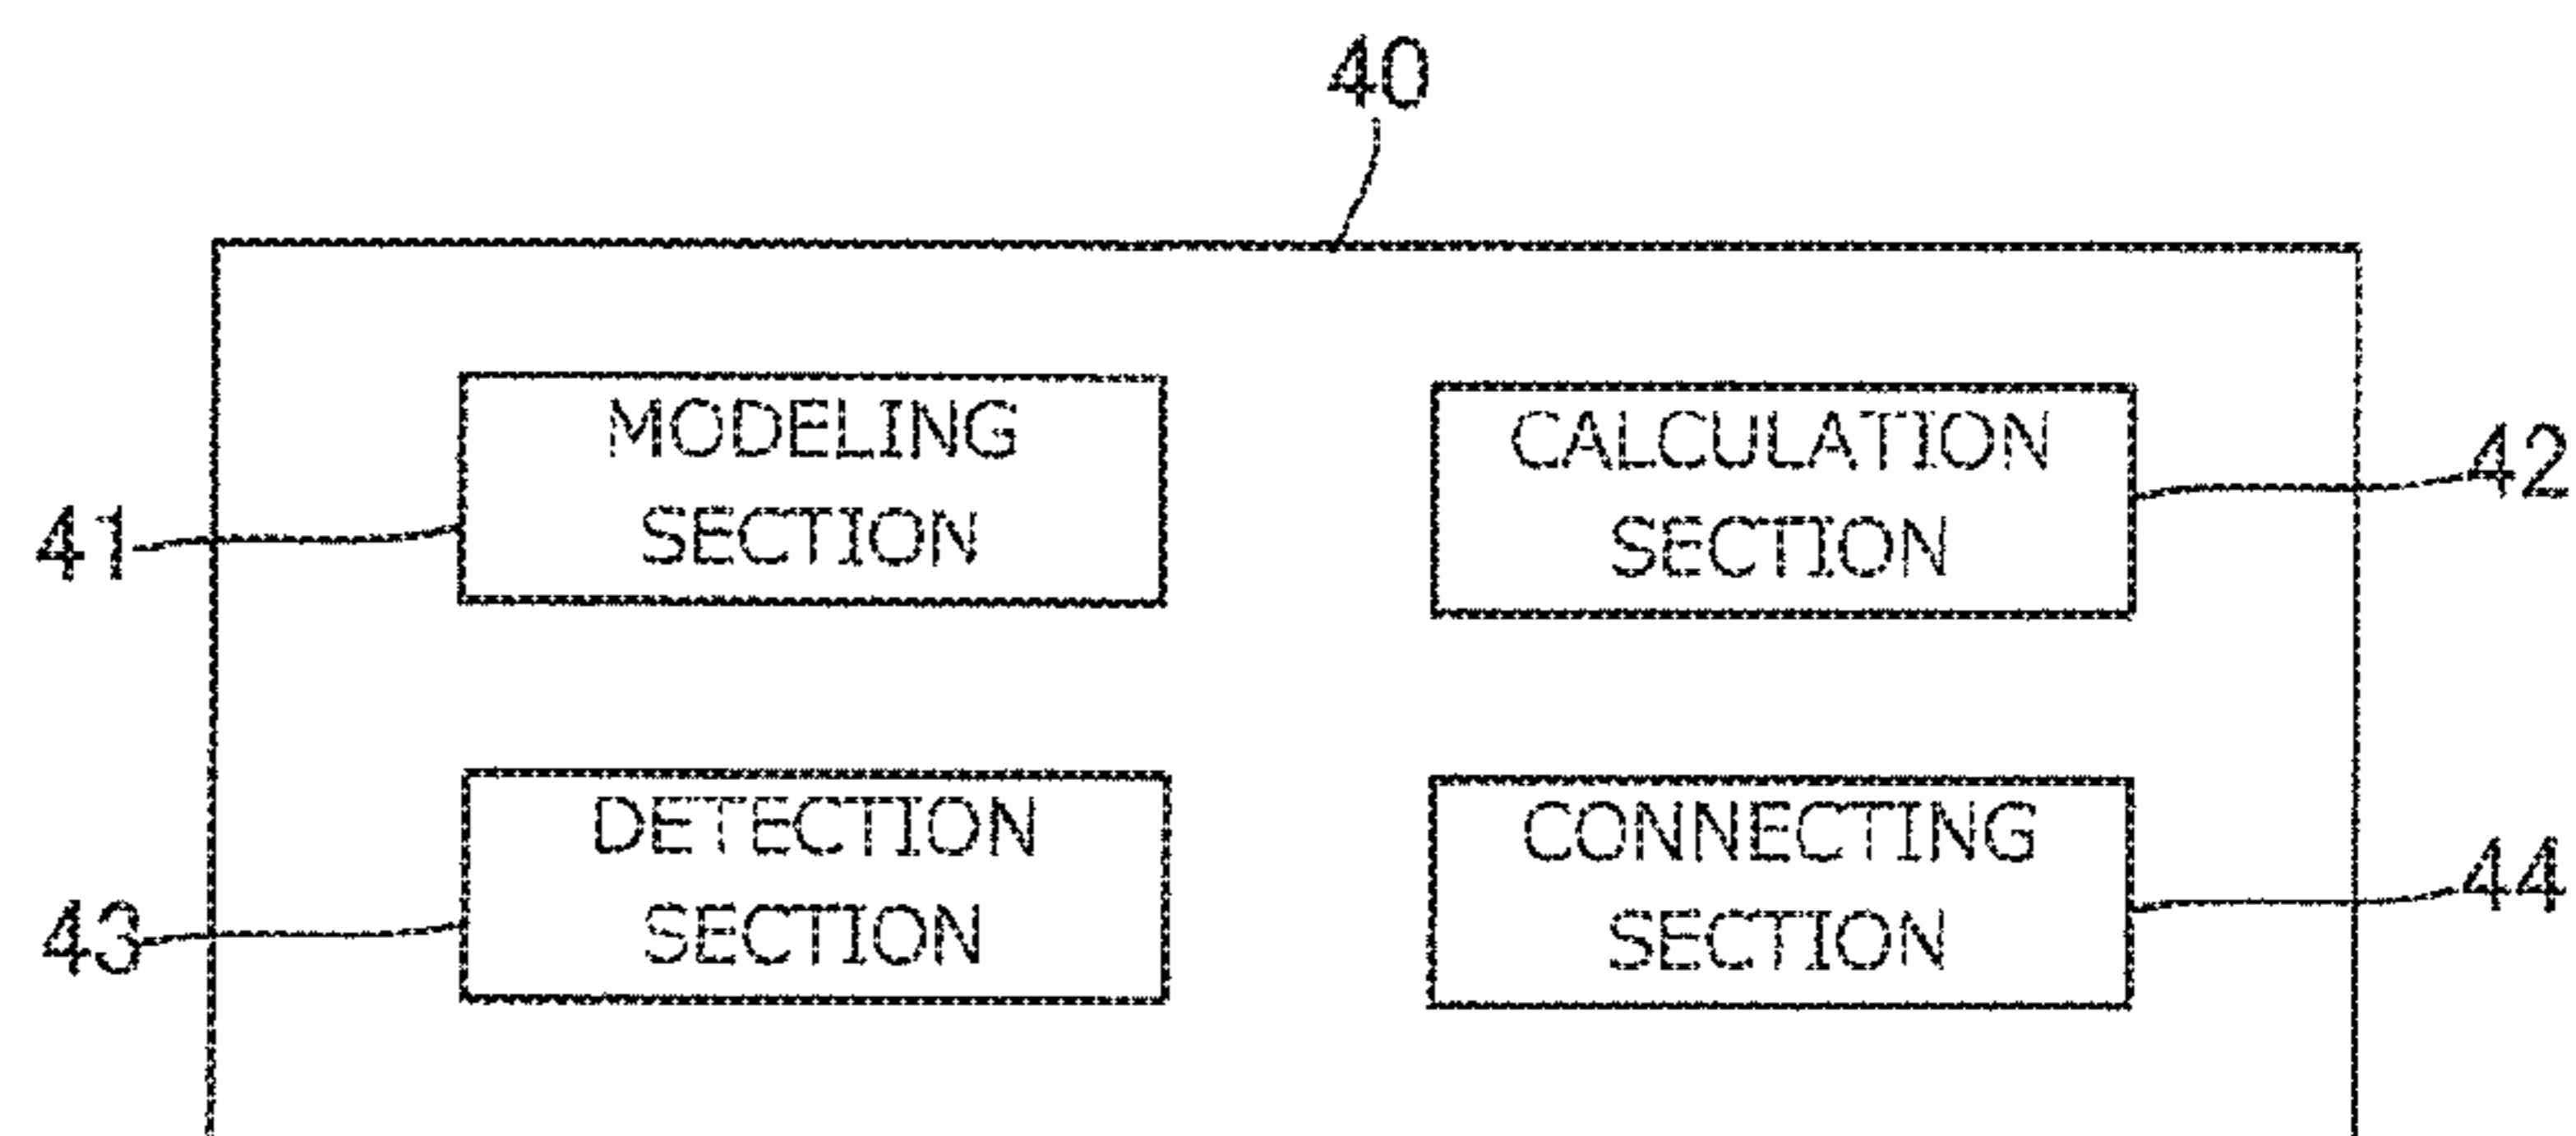 40
MODELING
SECTION
41
CALCULATION
SECTION
42
DETECTION
SECTION
43
CONNECTING
SECTION
44